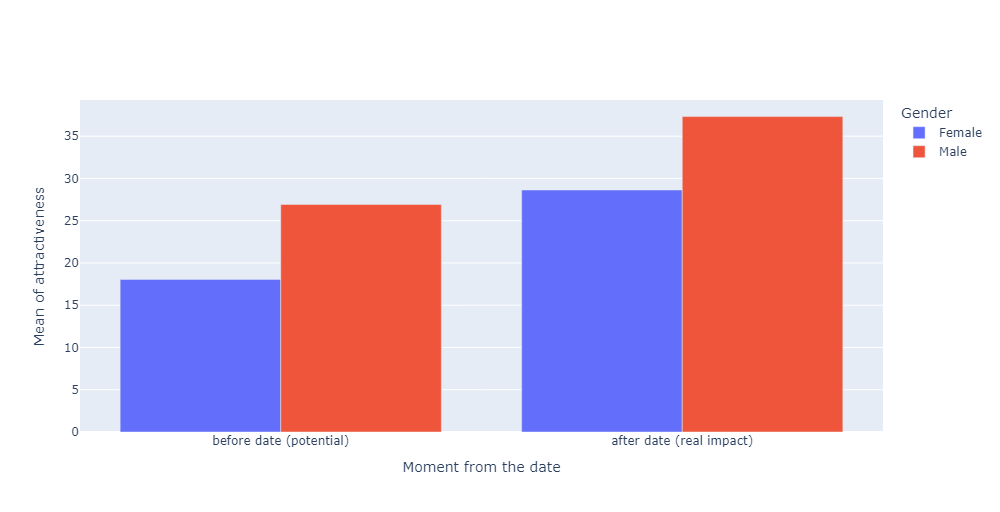 Gender
Female
Male
Mean of attractiveness
35
30
25
20
15
10
5
0
before date (potential)
after date (real impact)
Moment from the date